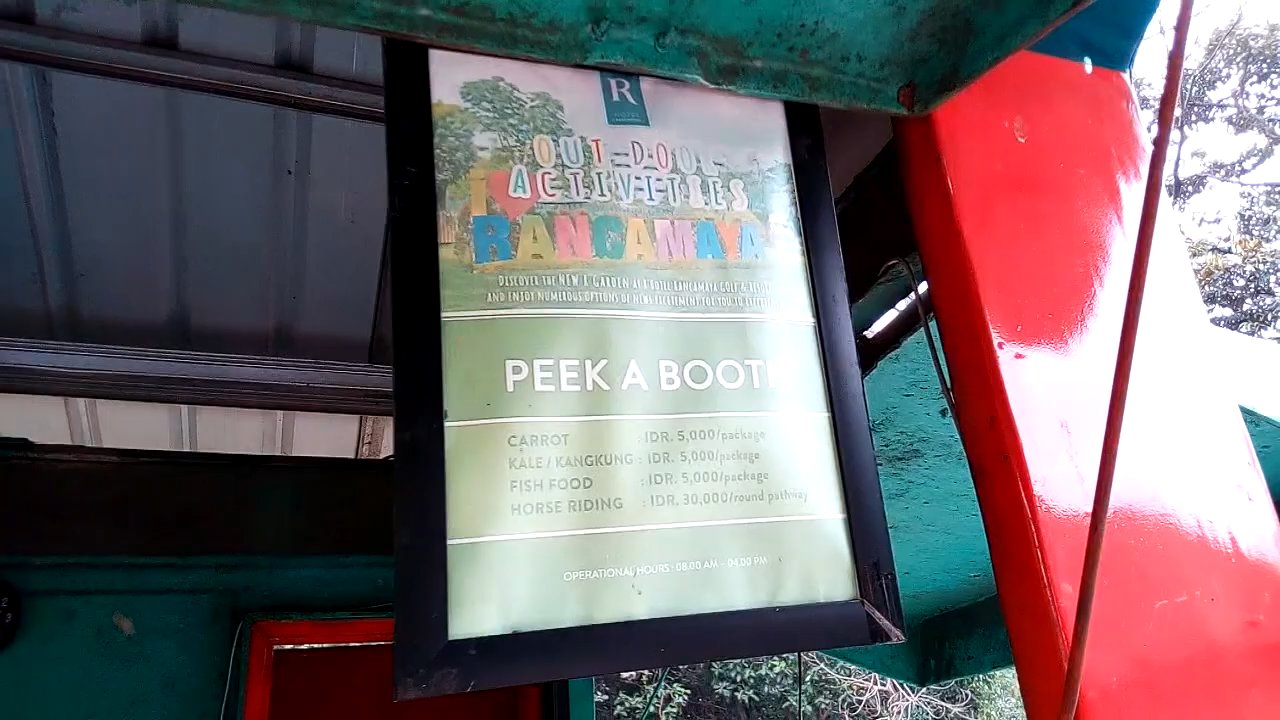 R
HOTEL
OUTDOOR
ACTIVITIES
I
RANCAMAYA
DISCOVER THE NEW R GARDEN AT R HOTEL RANCAMAYA GOLF & RESORT
AND ENJOY NUMEROUS OPTIONS OF NEW EXCITEMENT FOR YOU TO
PEEK A BOOTH
CARROT : IDR. 5,000/package
KALE / KANGKUNG : IDR. 5,000/package
FISH FOOD : IDR. 5,000/package
HORSE RIDING : IDR. 30,000/round pathway
OPERATIONAL HOURS : 08.00 AM - 04.00 PM